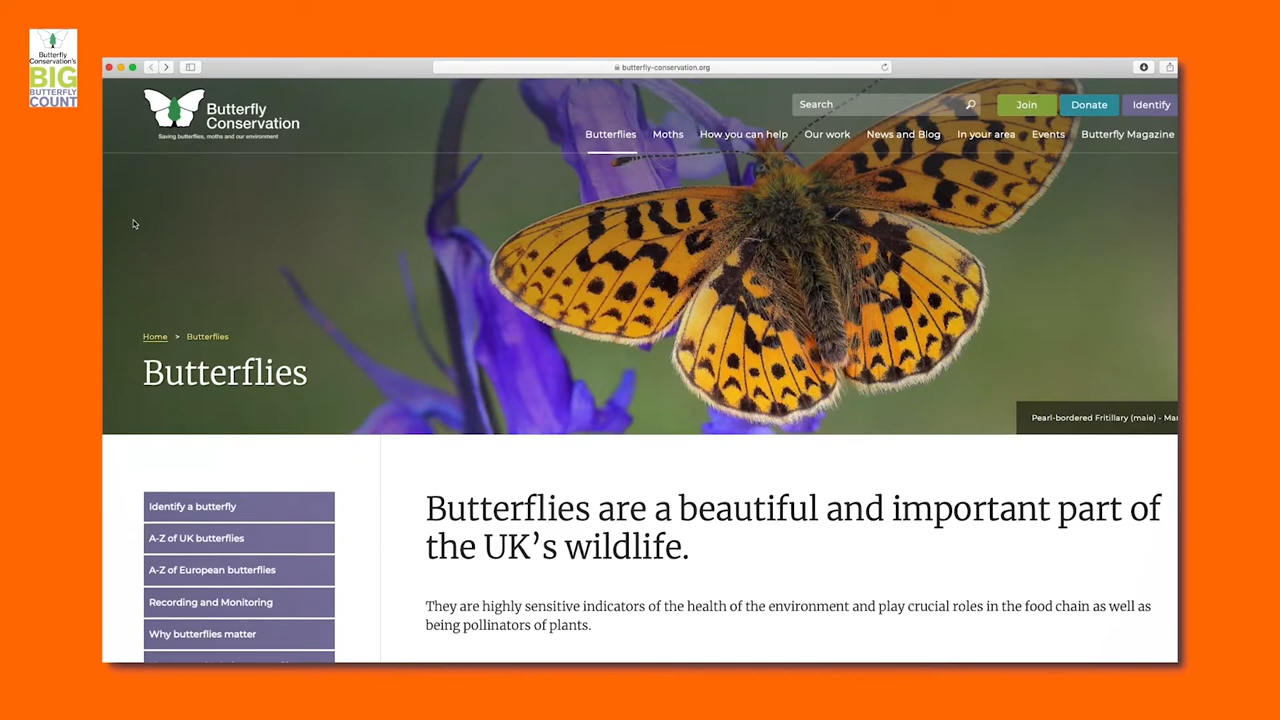 Butterfly
Conservation's
BIG
BUTTERFLY
COUNT
butterfly-conservation.org
Butterfly
Conservation
Saving butterflies, moths and our environment
Search
Join
Donate
Identify
Butterflies
Moths
How you can help
Our work
News and Blog
In your area
Events
Butterfly Magazine
Home > Butterflies
Butterflies
Pearl-bordered Fritillary (male) -
Identify a butterfly
A-Z of UK butterflies
A-Z of European butterflies
Recording and Monitoring
Why butterflies matter
Butterflies are a beautiful and important part of
the UK’s wildlife.
They are highly sensitive indicators of the health of the environment and play crucial roles in the food chain as well as
being pollinators of plants.